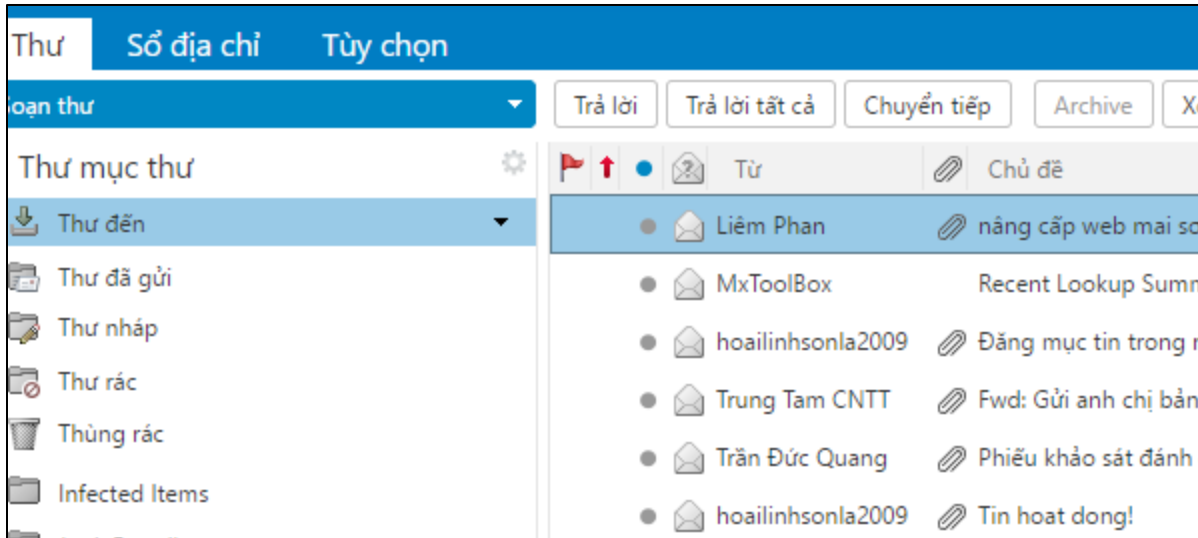 Thư Sổ địa chỉ Tùy chọn
Soạn thư
Trả lời Trả lời tất cả Chuyển tiếp Archive
Thư mục thư
Từ Chủ đề
Thư đến
Liêm Phan nâng cấp web mai
Thư đã gửi
MxToolBox Recent Lookup
Thư nháp
hoailinhsonla2009 Đăng mục tin trong
Thư rác
Trung Tam CNTT Fwd: Gửi anh chị bản
Thùng rác
Trần Đức Quang Phiếu khảo sát đánh
Infected Items
hoailinhsonla2009 Tin hoat dong!